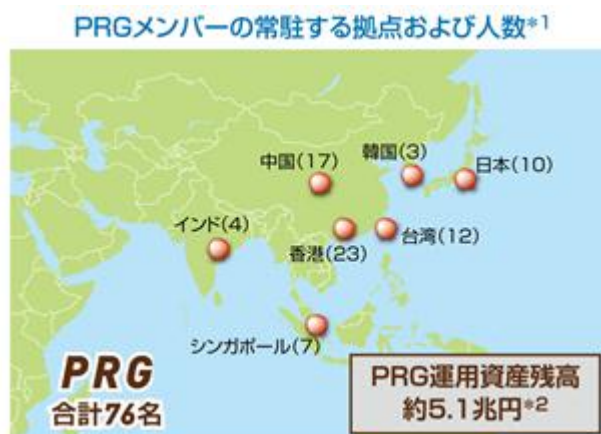 PRGメンバーの常駐する拠点および人数*1
中国(17)
韓国(3)
日本(10)
インド(4)
香港(23)
台湾(12)
シンガポール(7)
PRG
合計76名
PRG運用資産残高
約5.1兆円*2